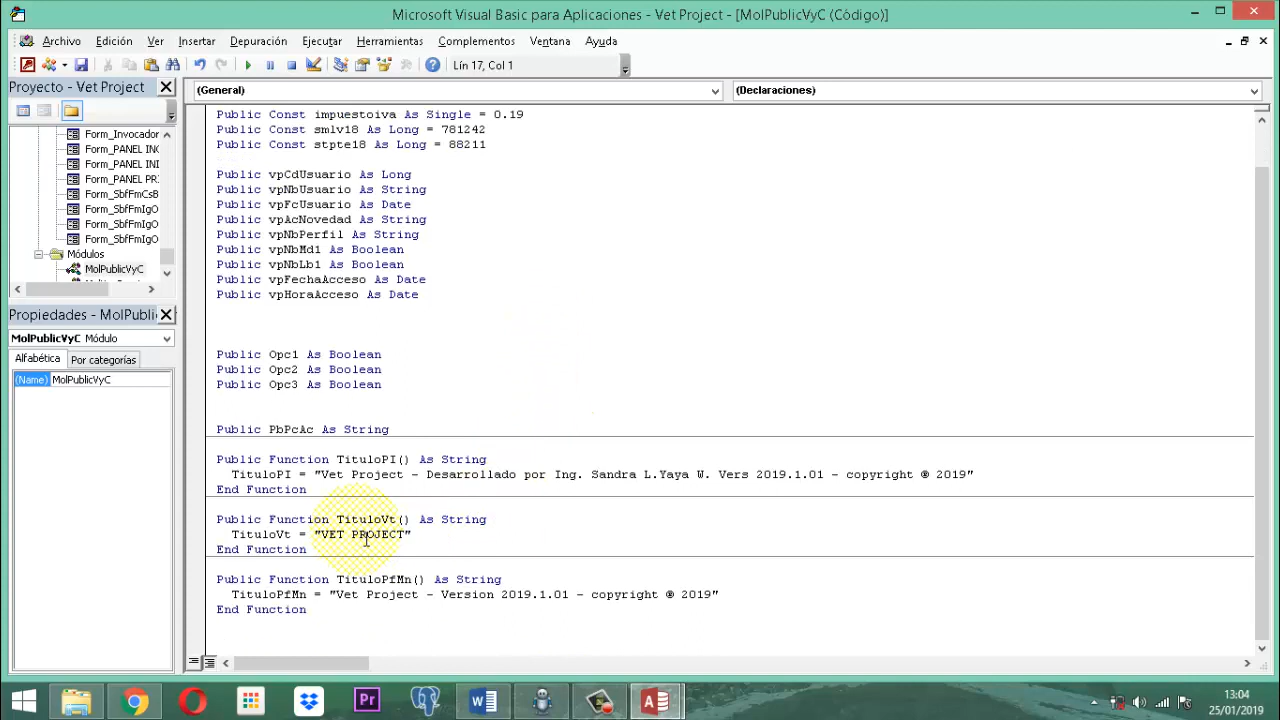 Microsoft Visual Basic para Aplicaciones - Vet Project - [MolPublicVyC (Código)]
Archivo Edición Ver Insertar Formato Depuración Ejecutar Herramientas Complementos Ventana Ayuda
Lín 17, Col 1
Proyecto - Vet Project
(General)
(Declaraciones)
Form_Invocador
Form_PANEL ING
Form_PANEL INI
Form_PANEL PR
Form_SbfFmCsB
Form_SbfFmIgO
Form_SbfFmIgO
Form_SbfFmIgO
Módulos
MolPublicVyC
Propiedades - MolPubli
MolPublicVyC Módulo
Alfabética Por categorías
(Name) MolPublicVyC
Public Const impuestoiva As Single = 0.19
Public Const smlv18 As Long = 781242
Public Const stpte18 As Long = 88211
Public vpCdUsuario As Long
Public vpNbUsuario As String
Public vpFcUsuario As Date
Public vpAcNovedad As String
Public vpNbPerfil As String
Public vpNbMd1 As Boolean
Public vpNbLb1 As Boolean
Public vpFechaAcceso As Date
Public vpHoraAcceso As Date
Public Opc1 As Boolean
Public Opc2 As Boolean
Public Opc3 As Boolean
Public PbPcAc As String
Public Function TituloPI() As String
TituloPI = "Vet Project - Desarrollado por Ing. Sandra L.Yaya W. Vers 2019.1.01 - copyright ® 2019"
End Function
Public Function TituloVt() As String
TituloVt = "VET PROJECT"
End Function
Public Function TituloPfMn() As String
TituloPfMn = "Vet Project - Version 2019.1.01 - copyright ® 2019"
End Function
Pr
13:04
25/01/2019